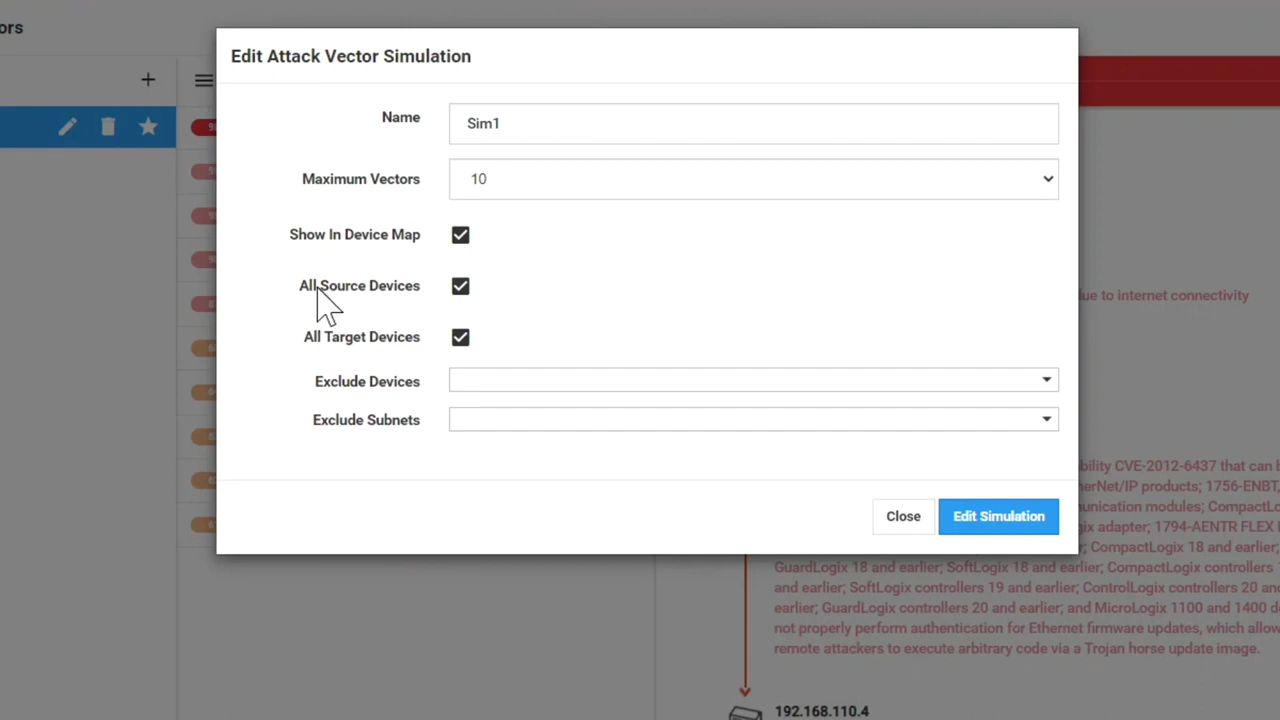 ors
Edit Attack Vector Simulation
Name
Sim1
Maximum Vectors
10
Show In Device Map
All Source Devices
All Target Devices
Exclude Devices
Exclude Subnets
Close
Edit Simulation
due to internet connectivity
bility CVE-2012-6437 that can b
herNet/IP products; 1756-ENBT,
munication modules; CompactLo
gix adapter; 1794-AENTR FLEX I
; CompactLogix 18 and earlier;
GuardLogix 18 and earlier; SoftLogix 18 and earlier; CompactLogix controllers 1
and earlier; SoftLogix controllers 19 and earlier; ControlLogix controllers 20 and
earlier; GuardLogix controllers 20 and earlier; and MicroLogix 1100 and 1400 do
not properly perform authentication for Ethernet firmware updates, which allow
remote attackers to execute arbitrary code via a Trojan horse update image.
192.168.110.4